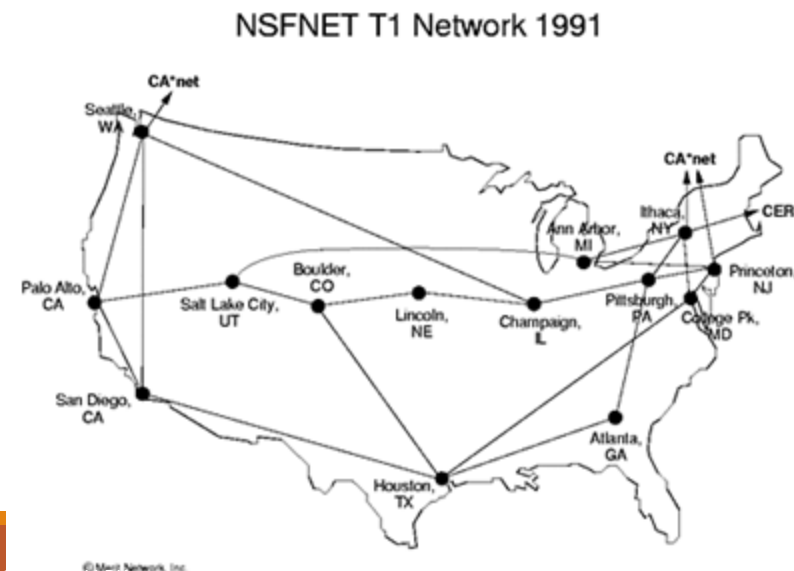 NSFNET T1 Network 1991
CA*net
Seattle,
WA
CA*net
Ithaca,
NY
CER
Ann Arbor,
MI
Palo Alto,
CA
Salt Lake City,
UT
Boulder,
CO
Lincoln,
NE
Champaign,
IL
Pittsburgh,
PA
Princeton
NJ
College Pk,
MD
San Diego,
CA
Atlanta,
GA
Houston,
TX
© Merit Network, Inc.